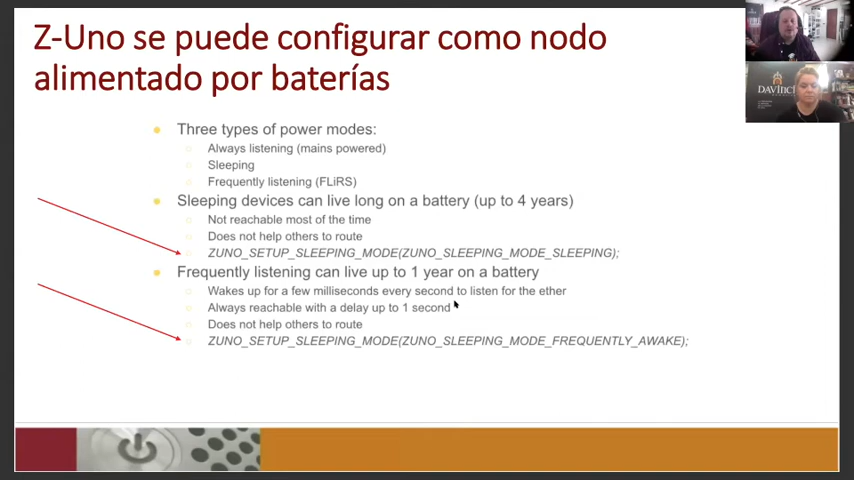 Z-Uno se puede configurar como nodo
alimentado por baterías
Three types of power modes:
Always listening (mains powered)
Sleeping
Frequently listening (FLiRS)
Sleeping devices can live long on a battery (up to 4 years)
Not reachable most of the time
Does not help others to route
ZUNO_SETUP_SLEEPING_MODE(ZUNO_SLEEPING_MODE_SLEEPING);
Frequently listening can live up to 1 year on a battery
Wakes up for a few milliseconds every second to listen for the ether
Always reachable with a delay up to 1 second
Does not help others to route
ZUNO_SETUP_SLEEPING_MODE(ZUNO_SLEEPING_MODE_FREQUENTLY_AWAKE);